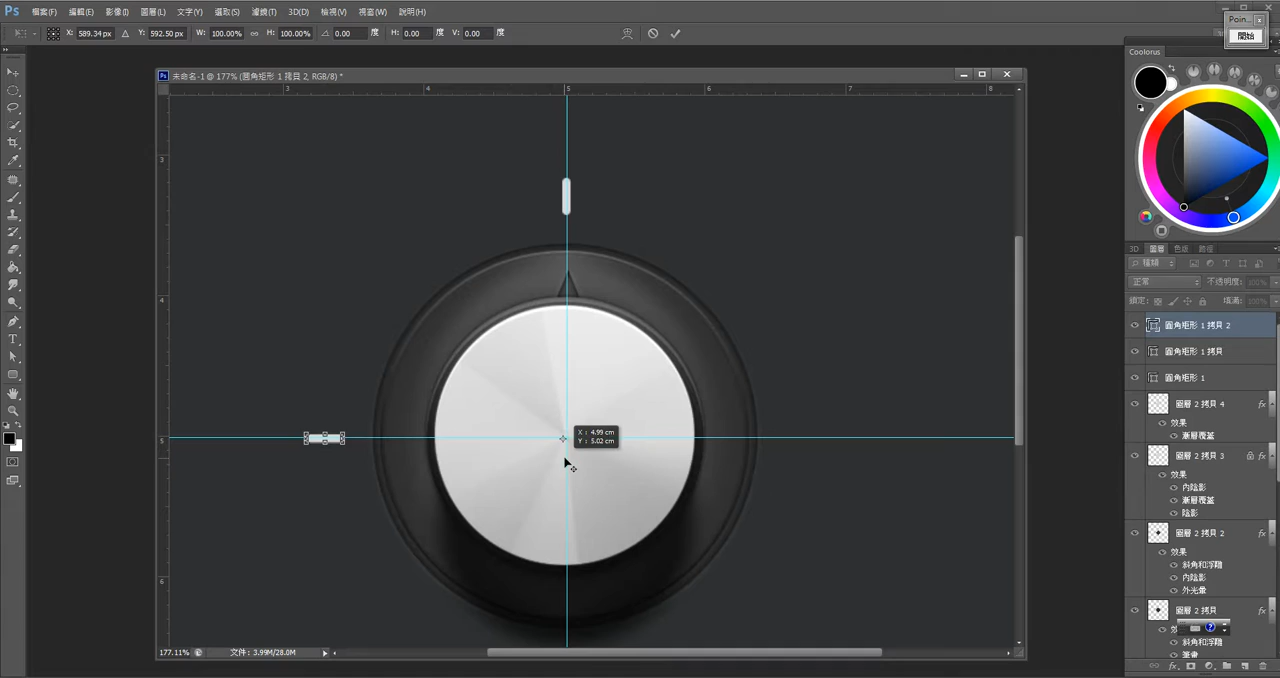 Ps 檔案(F) 編輯(E) 影像(I) 圖層(L) 文字(Y) 選取(S) 濾鏡(T) 3D(D) 檢視(V) 視窗(W) 說明(H)
X: 589.34 px Y: 592.50 px W: 100.00% H: 100.00% 0.00 度 H: 0.00 度 V: 0.00 度
Poin...
開始
Coolorus
Ps 未命名-1 @ 177% (圓角矩形 1 拷貝 2, RGB/8) *
3 4 5 6 7 8
3
4
5
6
X : 4.99 cm
Y : 5.02 cm
3D 圖層 色版 路徑
種類
正常 不透明度: 100%
鎖定: 填滿: 100%
圓角矩形 1 拷貝 2
圓角矩形 1 拷貝
圓角矩形 1
圖層 2 拷貝 4 fx
效果
漸層覆蓋
圖層 2 拷貝 3 fx
效果
內陰影
漸層覆蓋
陰影
圖層 2 拷貝 2 fx
效果
斜角和浮雕
內陰影
外光暈
圖層 2 拷貝 fx
斜角和浮雕
筆畫
177.11% 文件: 3.99M/28.0M